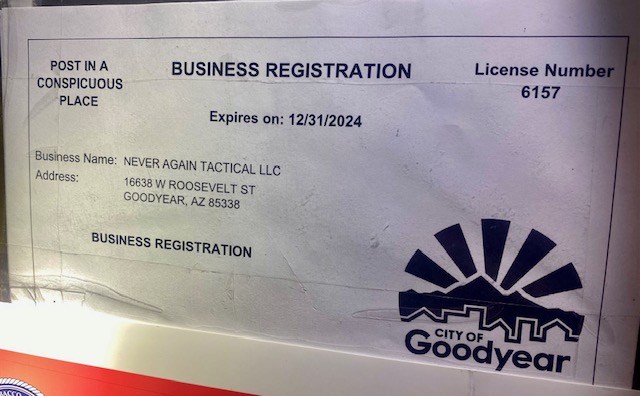 POST IN A
CONSPICUOUS
PLACE
BUSINESS REGISTRATION
License Number
6157
Expires on: 12/31/2024
Business Name: NEVER AGAIN TACTICAL LLC
Address: 16638 W ROOSEVELT ST
GOODYEAR, AZ 85338
BUSINESS REGISTRATION
CITY OF
Goodyear